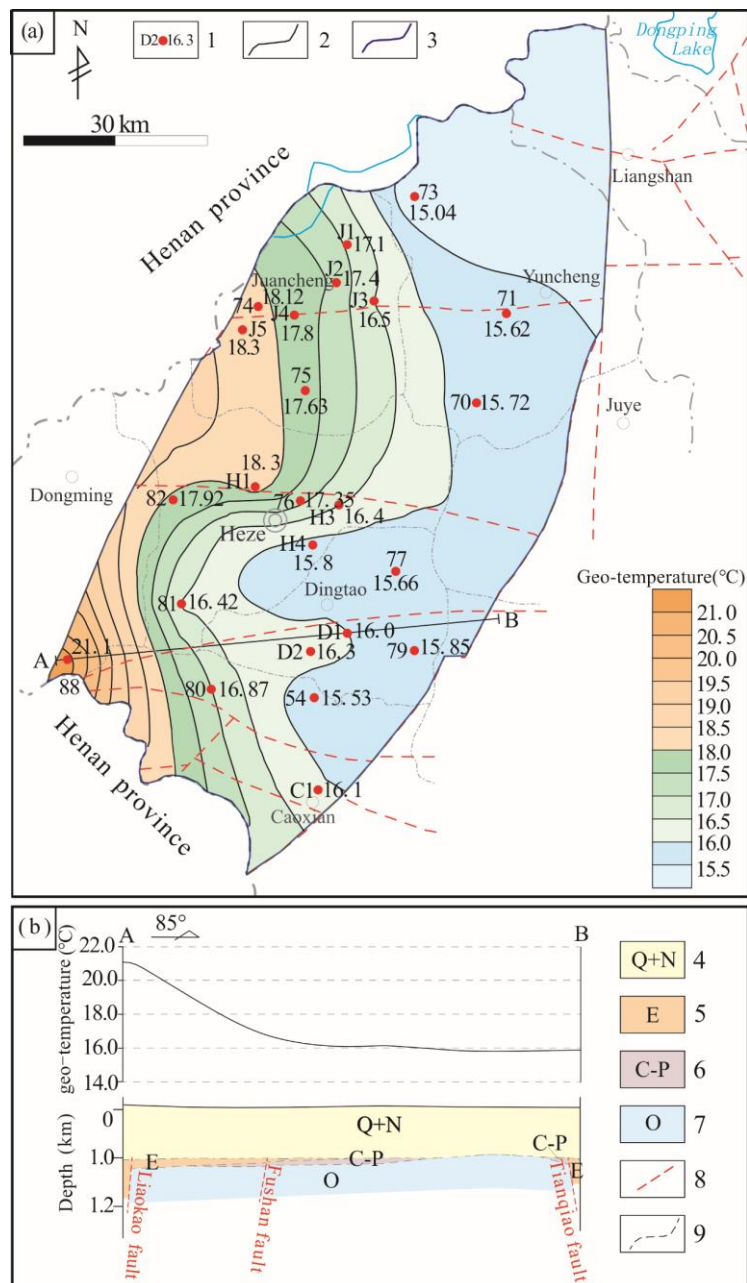 (a)
N
D2 16.3 1
2
3
Dongping
Lake
30 km
Henan province
Liangshan
73
15.04
J1
17.1
J2
17.4
Juancheng
Yuncheng
74
18.12
J3
16.5
71
15.62
J4
17.8
J5
18.3
75
17.63
70 15.72
Juye
Dongming
18.3
H1
82 17.92
76 17.35
H3 16.4
Heze
H4
15.8
77
15.66
Geo-temperature(℃)
81 16.42
Dingtao
21.0
20.5
20.0
19.5
19.0
18.5
18.0
17.5
17.0
16.5
16.0
15.5
D1 16.0
B
A
21.1
88
D2 16.3
79 15.85
80 16.87
54 15.53
Henan province
C1 16.1
Caoxian
(b)
85°
A
B
geo-temperature(℃)
22.0
20.0
18.0
16.0
14.0
Depth (km)
0
1.0
1.2
Q+N
E
C-P
O
C-P
E
Liaokao fault
Fushan fault
Tianqiao fault
Q+N 4
E 5
C-P 6
O 7
8
9